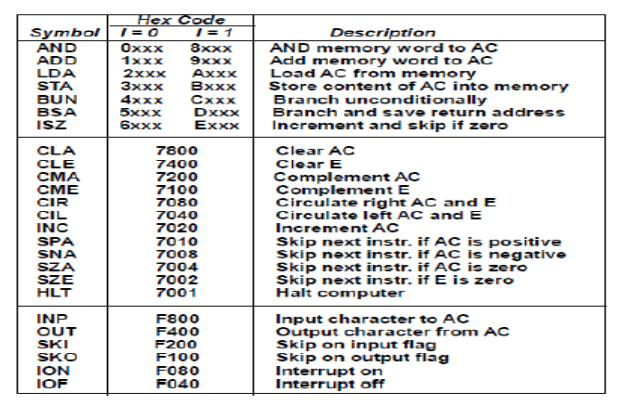 Hex Code
Symbol I = 0 I = 1 Description
AND 0xxx 8xxx AND memory word to AC
ADD 1xxx 9xxx Add memory word to AC
LDA 2xxx Axxx Load AC from memory
STA 3xxx Bxxx Store content of AC into memory
BUN 4xxx Cxxx Branch unconditionally
BSA 5xxx Dxxx Branch and save return address
ISZ 6xxx Exxx Increment and skip if zero
CLA 7800 Clear AC
CLE 7400 Clear E
CMA 7200 Complement AC
CME 7100 Complement E
CIR 7080 Circulate right AC and E
CIL 7040 Circulate left AC and E
INC 7020 Increment AC
SPA 7010 Skip next instr. if AC is positive
SNA 7008 Skip next instr. if AC is negative
SZA 7004 Skip next instr. if AC is zero
SZE 7002 Skip next instr. if E is zero
HLT 7001 Halt computer
INP F800 Input character to AC
OUT F400 Output character from AC
SKI F200 Skip on input flag
SKO F100 Skip on output flag
ION F080 Interrupt on
IOF F040 Interrupt off